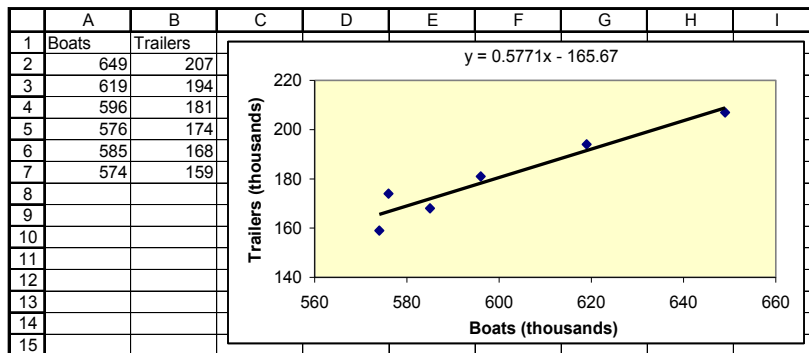 A B C D E F G H I
1 Boats Trailers
y = 0.5771x - 165.67
2 649 207
3 619 194
4 596 181
5 576 174
6 585 168
7 574 159
8
9
10
11
12
13
14
15
220
200
180
160
140
Trailers (thousands)
560 580 600 620 640 660
Boats (thousands)